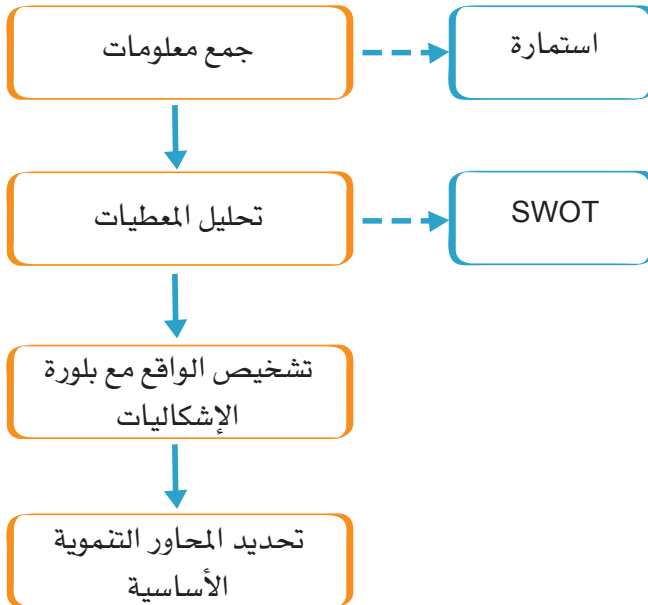 جمع معلومات
استمارة
تحليل المعطيات
SWOT
تشخيص الواقع مع بلورة
الإشكاليات
تحديد المحاور التنموية
الأساسية